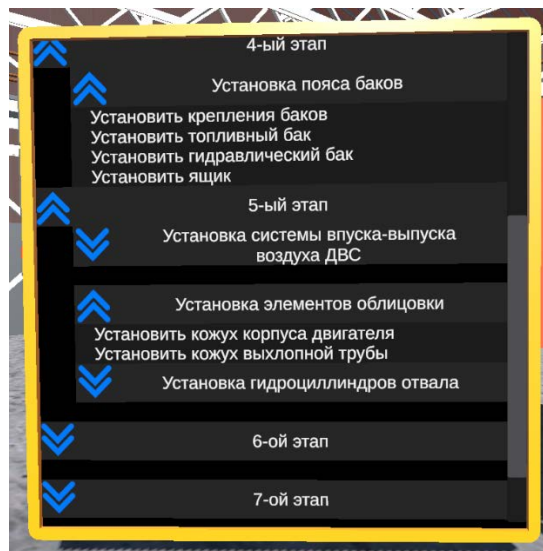 4-ый этап
Установка пояса баков
Установить крепления баков
Установить топливный бак
Установить гидравлический бак
Установить ящик
5-ый этап
Установка системы впуска-выпуска
воздуха ДВС
Установка элементов облицовки
Установить кожух корпуса двигателя
Установить кожух выхлопной трубы
Установка гидроциллиндров отвала
6-ой этап
7-ой этап